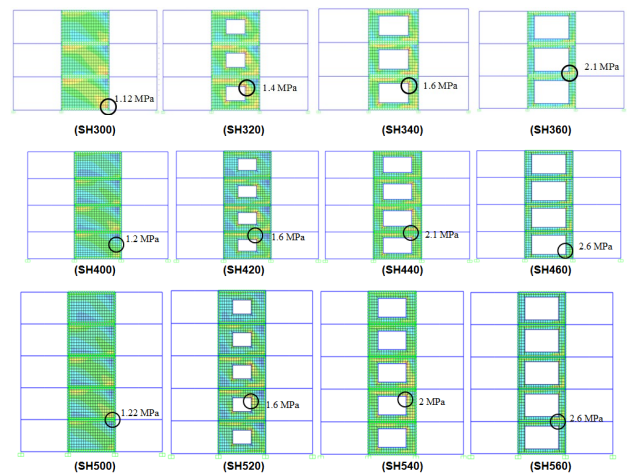 1.12 MPa
1.4 MPa
1.6 MPa
2.1 MPa
(SH300)
(SH320)
(SH340)
(SH360)
1.2 MPa
1.6 MPa
2.1 MPa
2.6 MPa
(SH400)
(SH420)
(SH440)
(SH460)
1.22 MPa
1.6 MPa
2 MPa
2.6 MPa
(SH500)
(SH520)
(SH540)
(SH560)